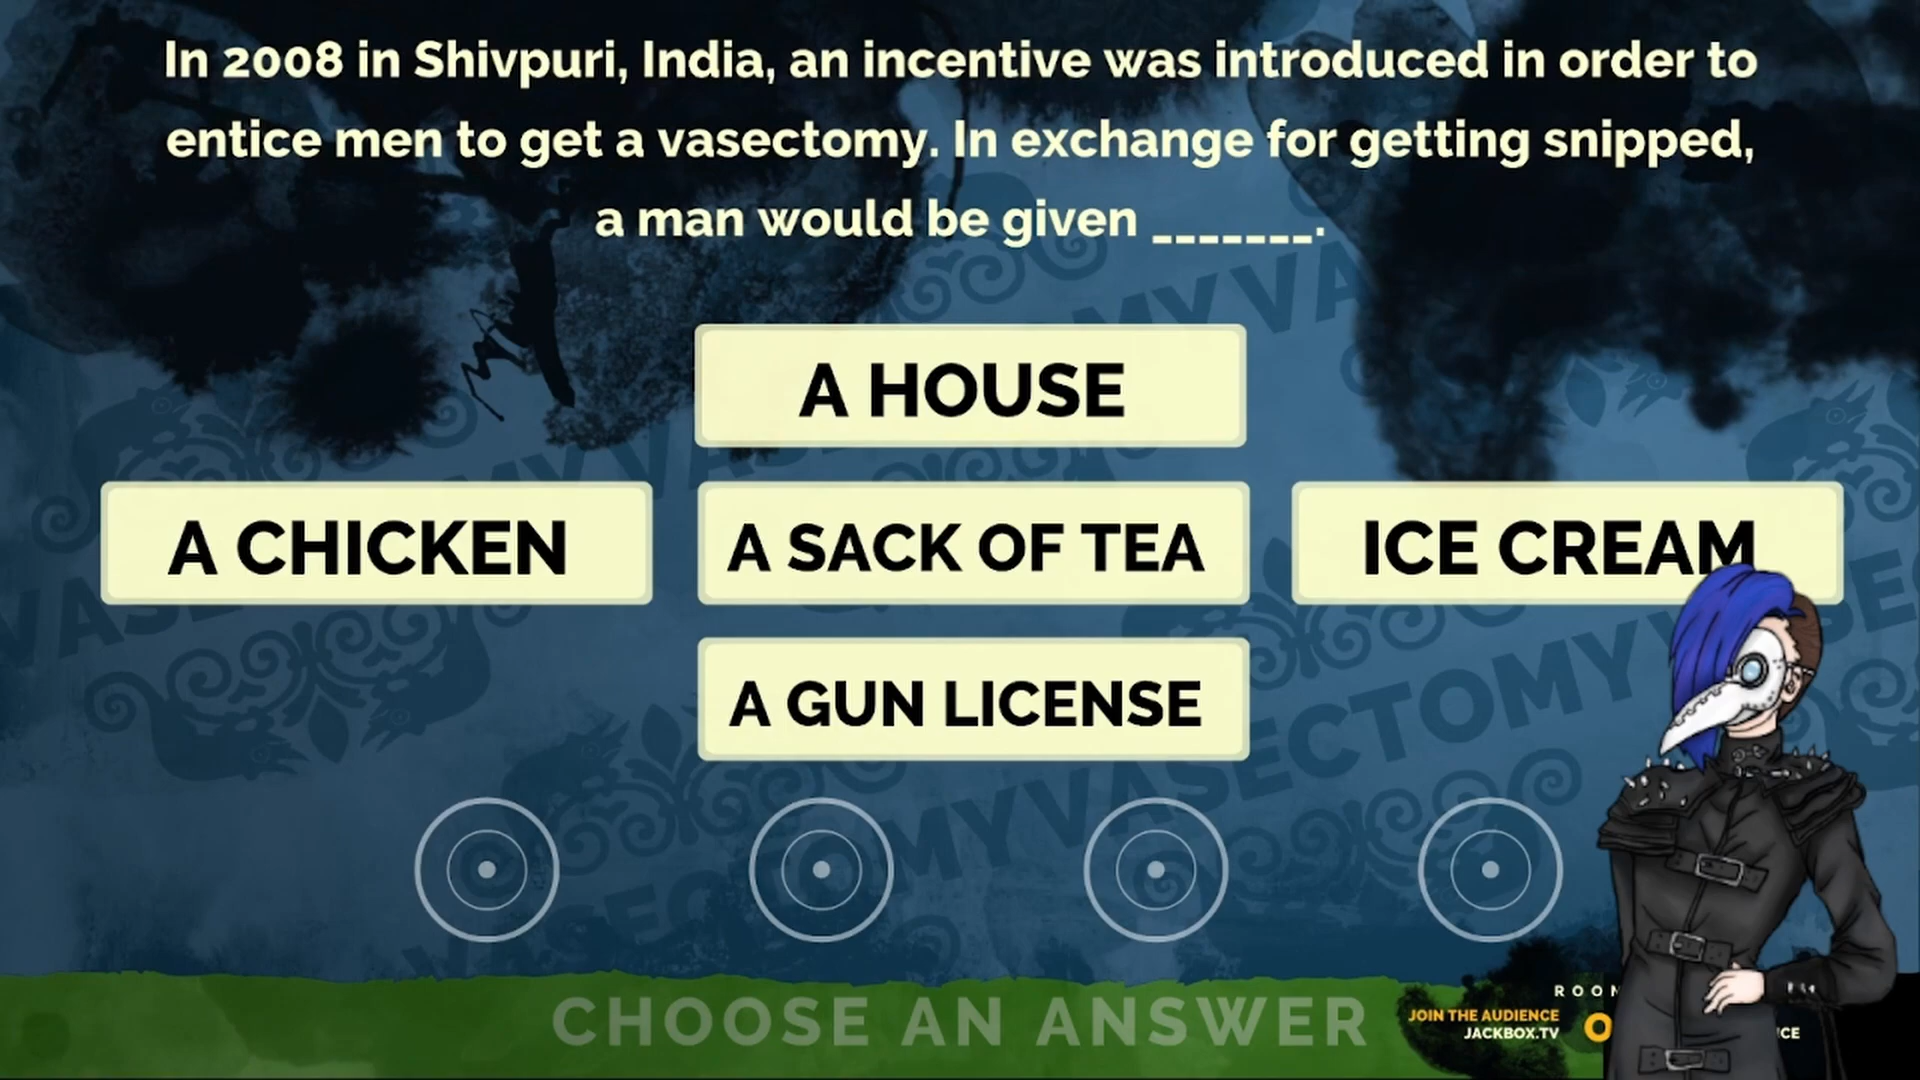 In 2008 in Shivpuri, India, an incentive was introduced in order to
entice men to get a vasectomy. In exchange for getting snipped,
a man would be given _______.
A HOUSE
A CHICKEN
A SACK OF TEA
ICE CREAM
A GUN LICENSE
CHOOSE AN ANSWER
JOIN THE AUDIENCE
JACKBOX.TV